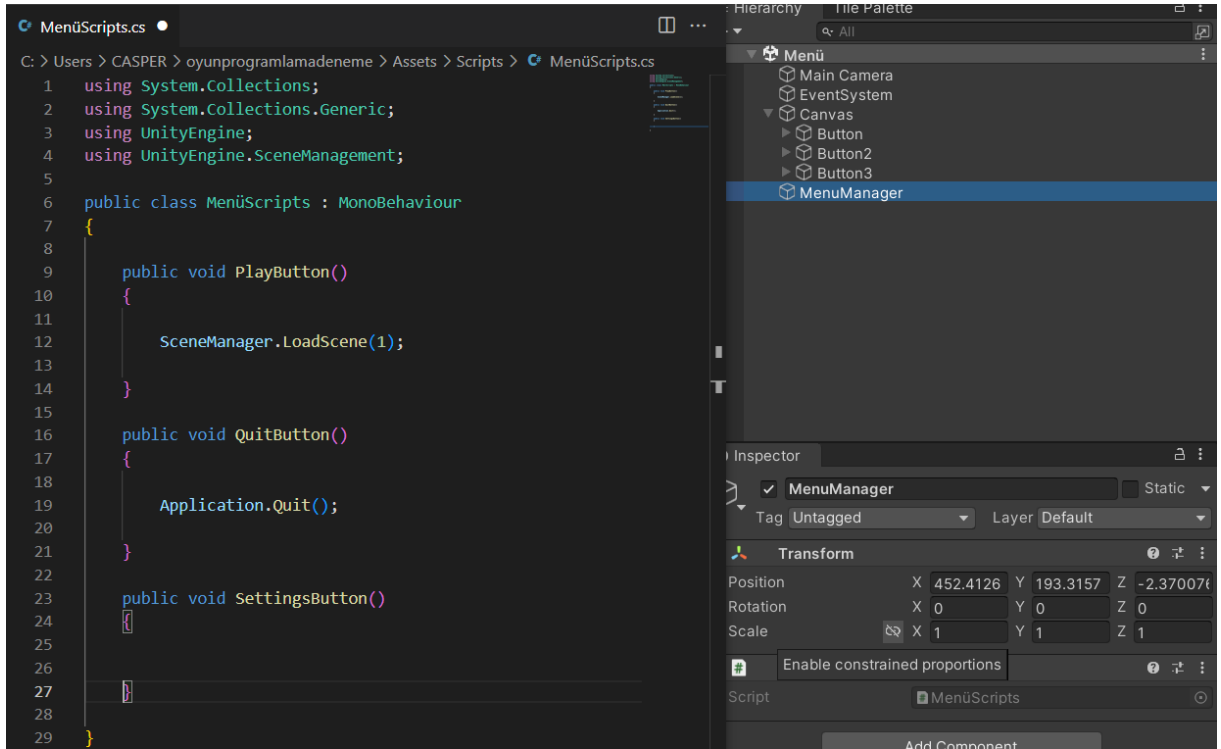 MenüScripts.cs
C: > Users > CASPER > oyunprogramlamadeneme > Assets > Scripts > MenüScripts.cs
1 using System.Collections;
2 using System.Collections.Generic;
3 using UnityEngine;
4 using UnityEngine.SceneManagement;
5
6 public class MenüScripts : MonoBehaviour
7 {
8
9 public void PlayButton()
10 {
11
12 SceneManager.LoadScene(1);
13
14 }
15
16 public void QuitButton()
17 {
18
19 Application.Quit();
20
21 }
22
23 public void SettingsButton()
24 {
25
26
27 }
28
29 }
Hierarchy Tile Palette
All
Menü
Main Camera
EventSystem
Canvas
Button
Button2
Button3
MenuManager
Inspector
MenuManager Static
Tag Untagged Layer Default
Transform
Position X 452.4126 Y 193.3157 Z -2.370076
Rotation X 0 Y 0 Z 0
Scale X 1 Y 1 Z 1
# Enable constrained proportions
Script MenüScripts
Add Component